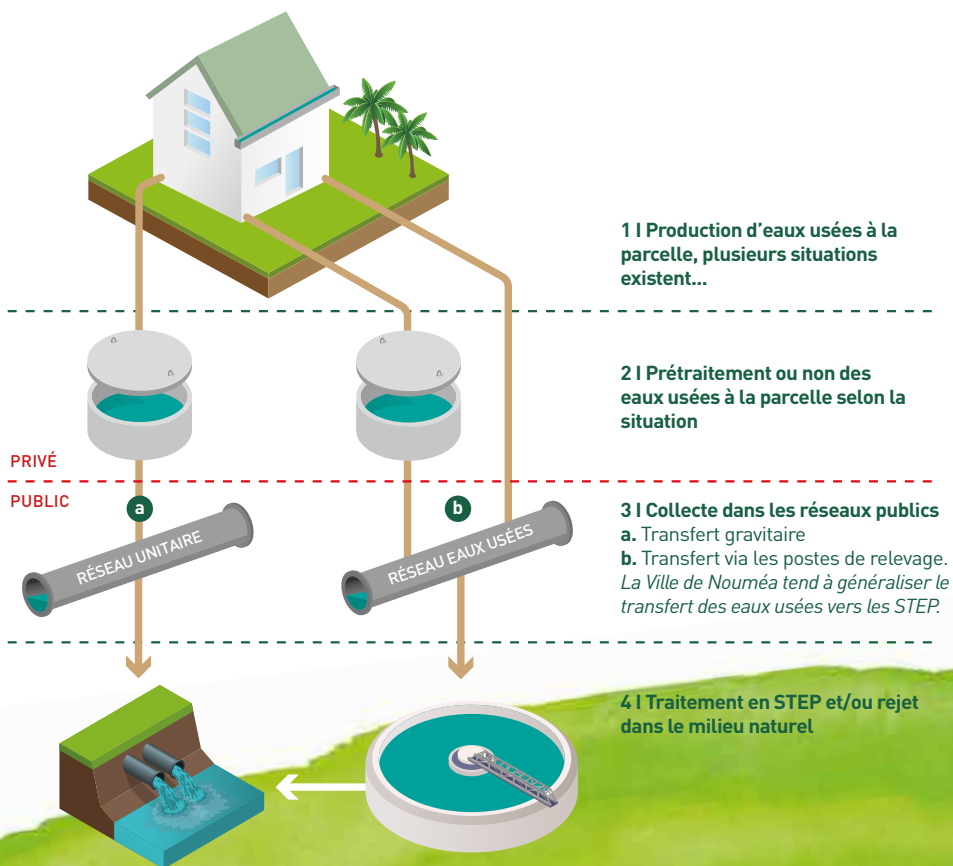 1 I Production d'eaux usées à la
parcelle, plusieurs situations
existent...
2 I Prétraitement ou non des
eaux usées à la parcelle selon la
situation
PRIVÉ
PUBLIC
a
b
RÉSEAU UNITAIRE
RÉSEAU EAUX USÉES
3 I Collecte dans les réseaux publics
a. Transfert gravitaire
b. Transfert via les postes de relevage.
La Ville de Nouméa tend à généraliser le
transfert des eaux usées vers les STEP.
4 I Traitement en STEP et/ou rejet
dans le milieu naturel